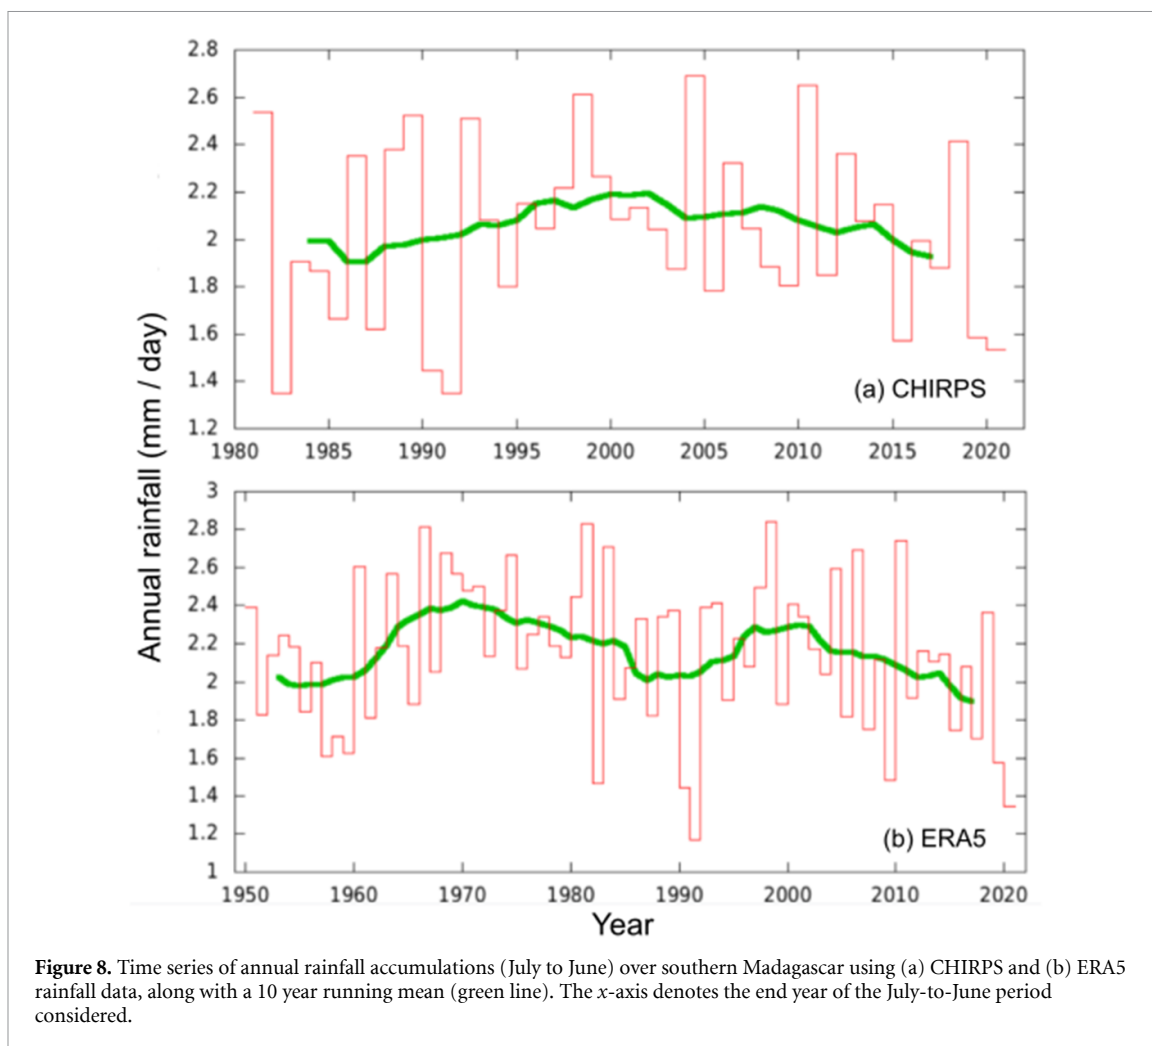 2.8
2.6
2.4
2.2
2
1.8
1.6
1.4
1.2
(a) CHIRPS
1980 1985 1990 1995 2000 2005 2010 2015 2020
Annual rainfall (mm / day)
3
2.8
2.6
2.4
2.2
2
1.8
1.6
1.4
1.2
1
(b) ERA5
1950 1960 1970 1980 1990 2000 2010 2020
Year
Figure 8. Time series of annual rainfall accumulations (July to June) over southern Madagascar using (a) CHIRPS and (b) ERA5
rainfall data, along with a 10 year running mean (green line). The x-axis denotes the end year of the July-to-June period
considered.